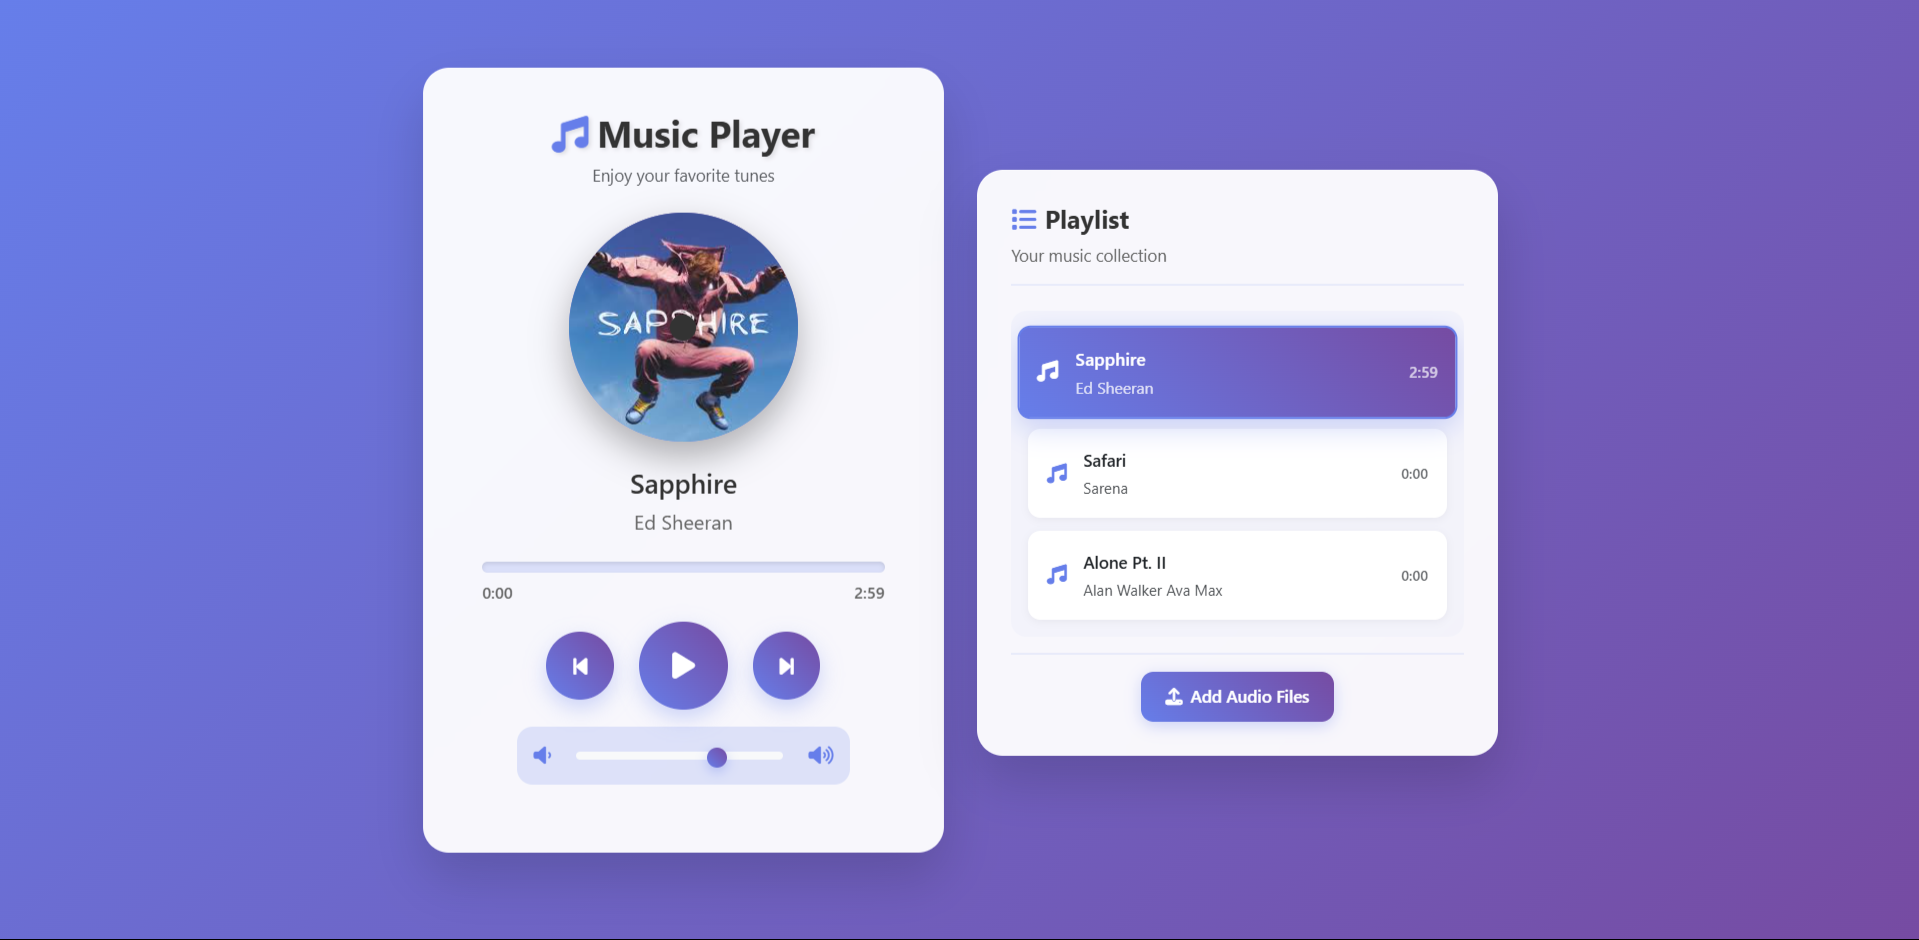 Music Player
Enjoy your favorite tunes
SAPPHIRE
Sapphire
Ed Sheeran
0:00 2:59
Playlist
Your music collection
Sapphire
Ed Sheeran
2:59
Safari
Sarena
0:00
Alone Pt. II
Alan Walker Ava Max
0:00
Add Audio Files